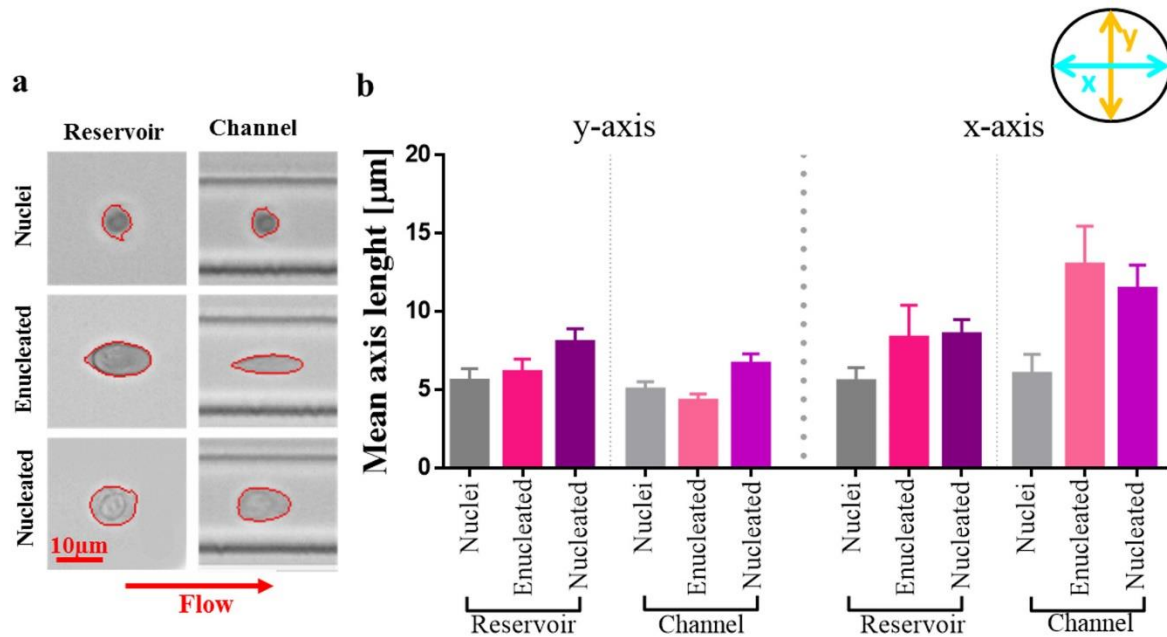 a
Reservoir
Channel
Nuclei
Enucleated
Nucleated
10µm
Flow
b
y
x
y-axis
x-axis
Mean axis lenght [µm]
20
15
10
5
0
Nuclei
Enucleated
Nucleated
Nuclei
Enucleated
Nucleated
Nuclei
Enucleated
Nucleated
Nuclei
Enucleated
Nucleated
Reservoir
Channel
Reservoir
Channel